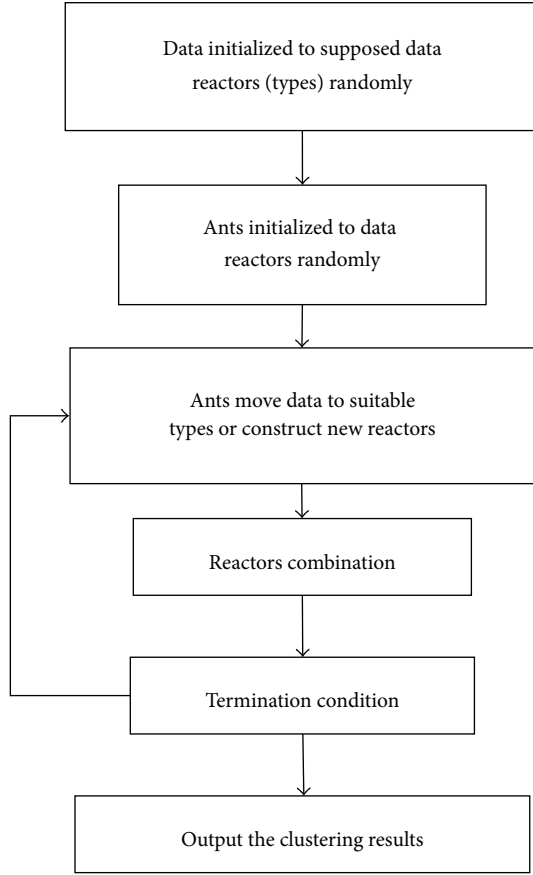 Data initialized to supposed data
reactors (types) randomly
Ants initialized to data
reactors randomly
Ants move data to suitable
types or construct new reactors
Reactors combination
Termination condition
Output the clustering results